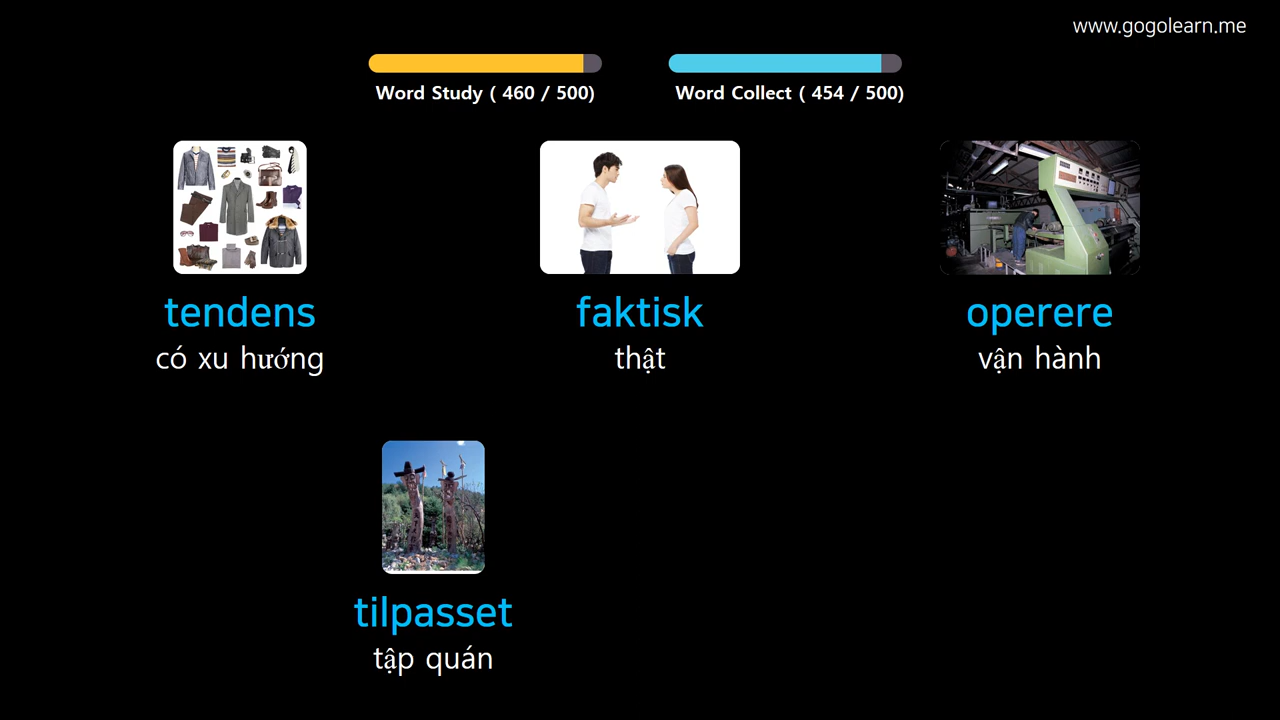 www.gogolearn.me
Word Study ( 460 / 500)
Word Collect ( 454 / 500)
tendens
có xu hướng
faktisk
thật
operere
vận hành
tilpasset
tập quán